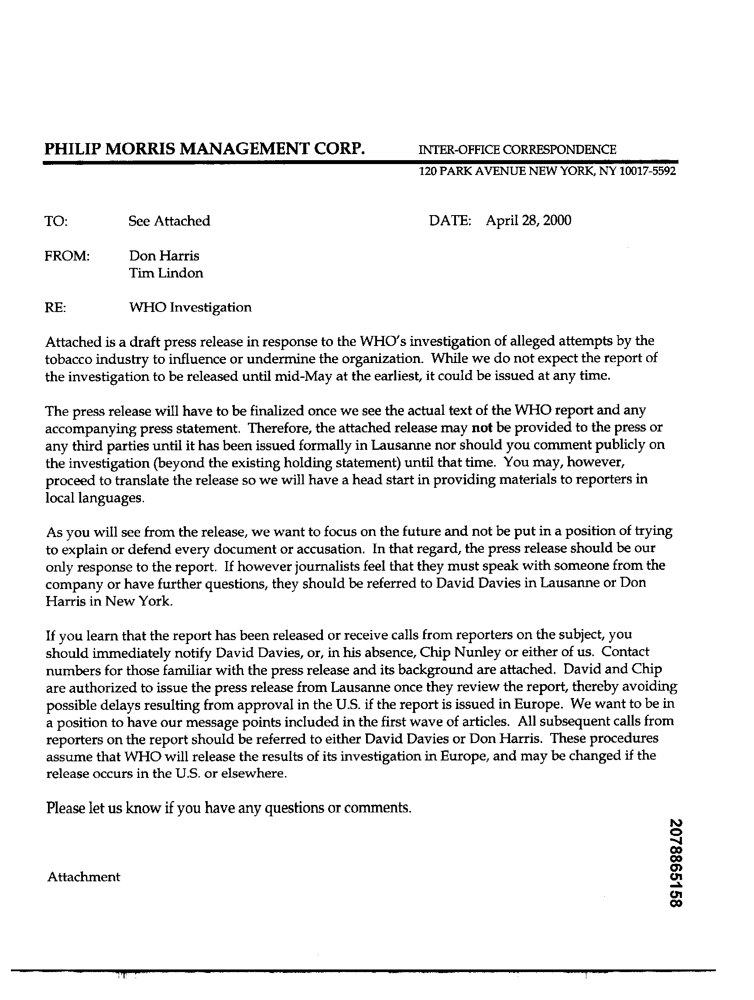 PHILIP MORRIS MANAGEMENT CORP. INTER-OFFICE CORRESPONDENCE
120 PARK AVENUE NEW YORK, NY 10017-5592
TO: See Attached DATE: April 28, 2000
FROM: Don Harris
Tim Lindon
RE: WHO Investigation
Attached is a draft press release in response to the WHO's investigation of alleged attempts by the
tobacco industry to influence or undermine the organization. While we do not expect the report of
the investigation to be released until mid-May at the earliest, it could be issued at any time.
The press release will have to be finalized once we see the actual text of the WHO report and any
accompanying press statement. Therefore, the attached release may not be provided to the press or
any third parties until it has been issued formally in Lausanne nor should you comment publicly on
the investigation (beyond the existing holding statement) until that time. You may, however,
proceed to translate the release so we will have a head start in providing materials to reporters in
local languages.
As you will see from the release, we want to focus on the future and not be put in a position of trying
to explain or defend every document or accusation. In that regard, the press release should be our
only response to the report. If however journalists feel that they must speak with someone from the
company or have further questions, they should be referred to David Davies in Lausanne or Don
Harris in New York.
If you learn that the report has been released or receive calls from reporters on the subject, you
should immediately notify David Davies, or, in his absence, Chip Nunley or either of us. Contact
numbers for those familiar with the press release and its background are attached. David and Chip
are authorized to issue the press release from Lausanne once they review the report, thereby avoiding
possible delays resulting from approval in the U.S. if the report is issued in Europe. We want to be in
a position to have our message points included in the first wave of articles. All subsequent calls from
reporters on the report should be referred to either David Davies or Don Harris. These procedures
assume that WHO will release the results of its investigation in Europe, and may be changed if the
release occurs in the U.S. or elsewhere.
Please let us know if you have any questions or comments.
Attachment
2078865158